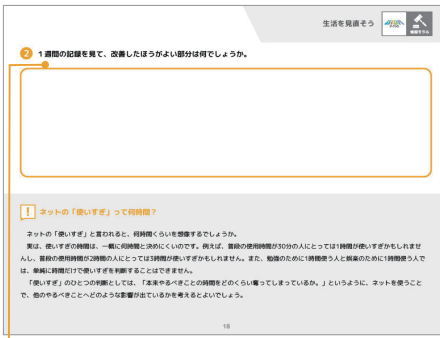 生活を見直そう
情報モラル
2 1週間の記録を見て、改善したほうがよい部分は何でしょうか。
! ネットの「使いすぎ」って何時間？
ネットの「使いすぎ」と言われると、何時間くらいを想像するでしょうか。
実は、使いすぎの時間は、一概に何時間と決めにくいのです。例えば、普段の使用時間が30分の人にとっては1時間が使いすぎかもしれませ
んし、普段の使用時間が2時間の人にとっては3時間が使いすぎかもしれません。また、勉強のために1時間使う人と娯楽のために1時間使う人で
は、単純に時間だけで使いすぎを判断することはできません。
「使いすぎ」のひとつの判断としては、「本来やるべきことの時間をどのくらい奪ってしまっているか。」というように、ネットを使うこと
で、他のやるべきことへどのような影響が出ているかを考えるとよいでしょう。
18